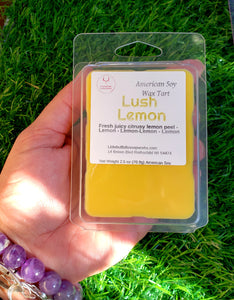 American Soy
Wax Tart
Lush
Lemon
Fresh juicy citrusy lemon peel -
Lemon - Lemon-Lemon - Lemon
Net Weight 2.5 oz (70.9g) American Soy